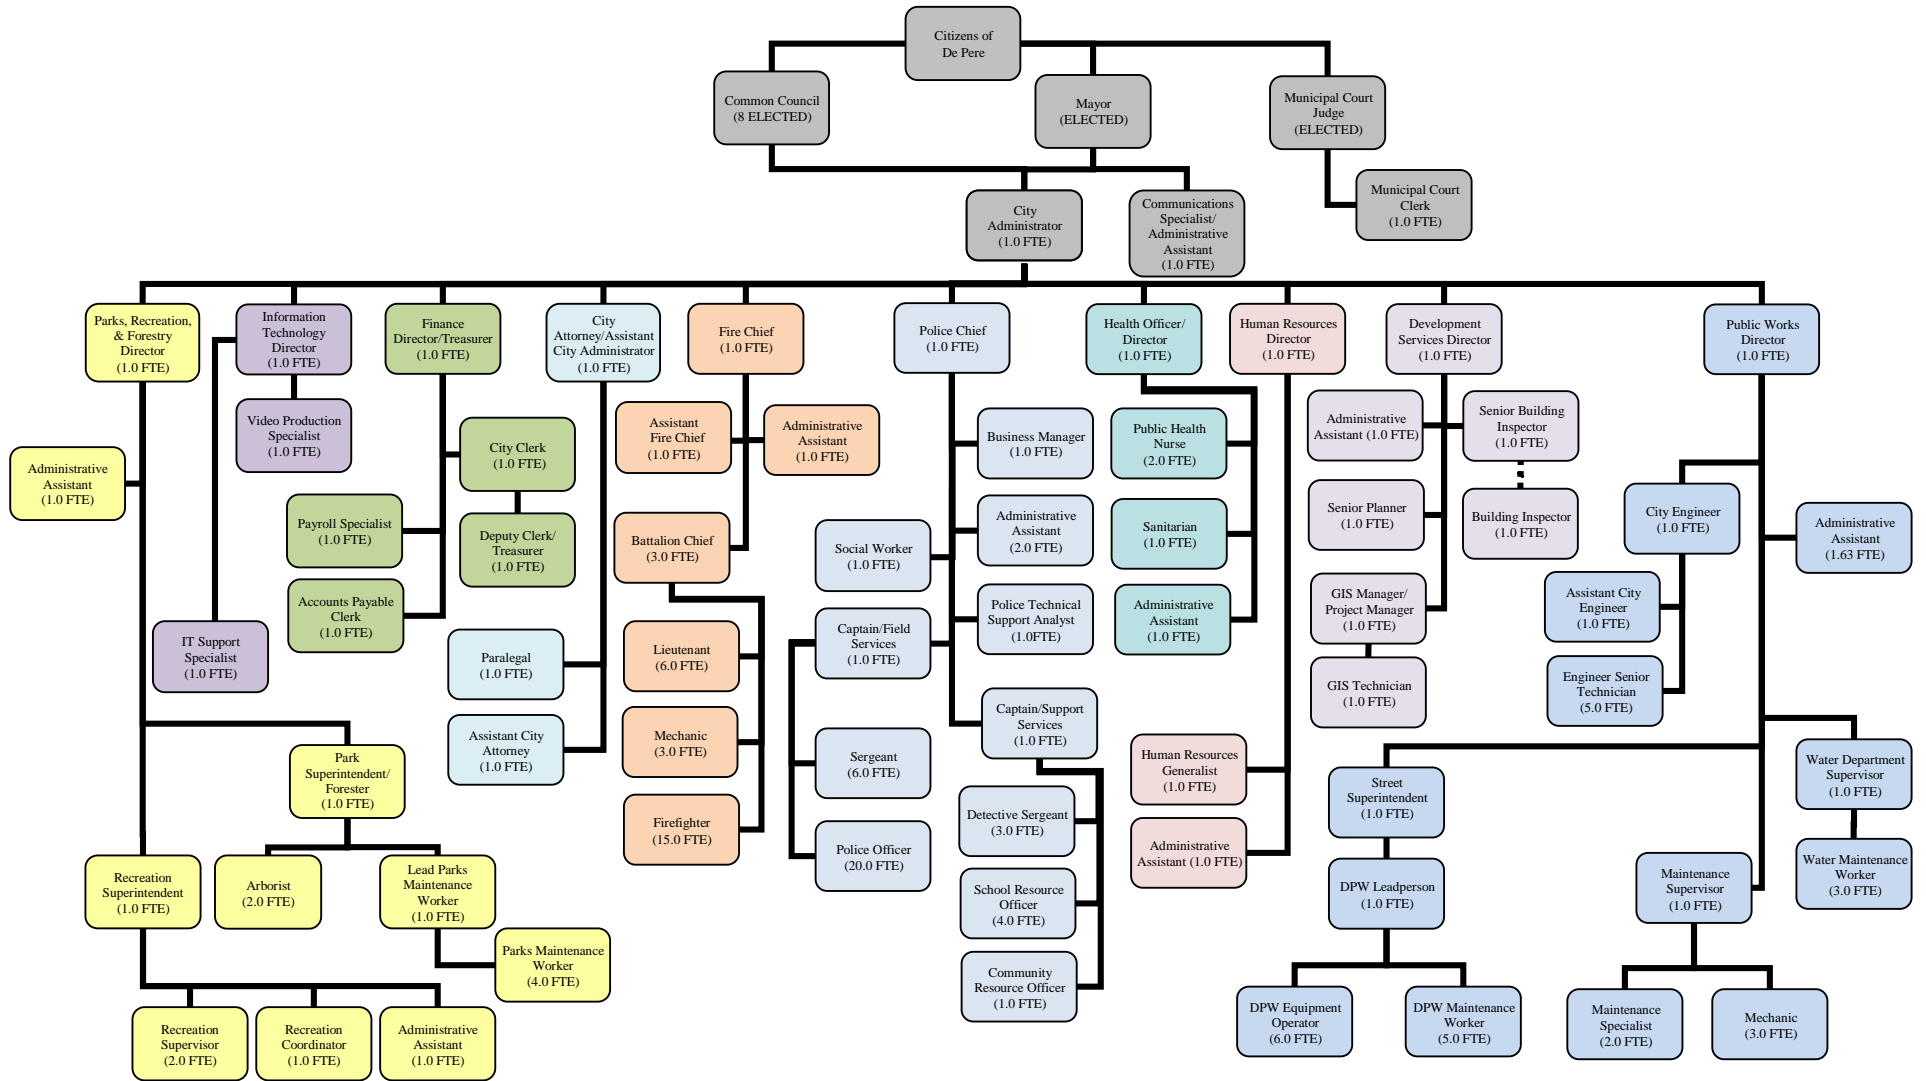 Citizens of
De Pere
Common Council
(8 ELECTED)
Mayor
(ELECTED)
Municipal Court
Judge
(ELECTED)
Municipal Court
Clerk
(1.0 FTE)
City
Administrator
(1.0 FTE)
Communications
Specialist/
Administrative
Assistant
(1.0 FTE)
Parks, Recreation,
& Forestry
Director
(1.0 FTE)
Information
Technology
Director
(1.0 FTE)
Finance
Director/Treasurer
(1.0 FTE)
City
Attorney/Assistant
City Administrator
(1.0 FTE)
Fire Chief
(1.0 FTE)
Police Chief
(1.0 FTE)
Health Officer/
Director
(1.0 FTE)
Human Resources
Director
(1.0 FTE)
Development
Services Director
(1.0 FTE)
Public Works
Director
(1.0 FTE)
Administrative
Assistant
(1.0 FTE)
Park
Superintendent/
Forester
(1.0 FTE)
Recreation
Superintendent
(1.0 FTE)
Arborist
(2.0 FTE)
Lead Parks
Maintenance
Worker
(1.0 FTE)
Parks Maintenance
Worker
(4.0 FTE)
Recreation
Supervisor
(2.0 FTE)
Recreation
Coordinator
(1.0 FTE)
Administrative
Assistant
(1.0 FTE)
Video Production
Specialist
(1.0 FTE)
IT Support
Specialist
(1.0 FTE)
City Clerk
(1.0 FTE)
Payroll Specialist
(1.0 FTE)
Deputy Clerk/
Treasurer
(1.0 FTE)
Accounts Payable
Clerk
(1.0 FTE)
Paralegal
(1.0 FTE)
Assistant City
Attorney
(1.0 FTE)
Assistant
Fire Chief
(1.0 FTE)
Administrative
Assistant
(1.0 FTE)
Battalion Chief
(3.0 FTE)
Lieutenant
(6.0 FTE)
Mechanic
(3.0 FTE)
Firefighter
(15.0 FTE)
Business Manager
(1.0 FTE)
Administrative
Assistant
(2.0 FTE)
Social Worker
(1.0 FTE)
Police Technical
Support Analyst
(1.0FTE)
Captain/Field
Services
(1.0 FTE)
Captain/Support
Services
(1.0 FTE)
Sergeant
(6.0 FTE)
Police Officer
(20.0 FTE)
Detective Sergeant
(3.0 FTE)
School Resource
Officer
(4.0 FTE)
Community
Resource Officer
(1.0 FTE)
Public Health
Nurse
(2.0 FTE)
Sanitarian
(1.0 FTE)
Administrative
Assistant
(1.0 FTE)
Human Resources
Generalist
(1.0 FTE)
Administrative
Assistant (1.0 FTE)
Administrative
Assistant (1.0 FTE)
Senior Building
Inspector
(1.0 FTE)
Senior Planner
(1.0 FTE)
Building Inspector
(1.0 FTE)
GIS Manager/
Project Manager
(1.0 FTE)
GIS Technician
(1.0 FTE)
City Engineer
(1.0 FTE)
Administrative
Assistant
(1.63 FTE)
Assistant City
Engineer
(1.0 FTE)
Engineer Senior
Technician
(5.0 FTE)
Street
Superintendent
(1.0 FTE)
Water Department
Supervisor
(1.0 FTE)
DPW Leadperson
(1.0 FTE)
Maintenance
Supervisor
(1.0 FTE)
Water Maintenance
Worker
(3.0 FTE)
DPW Equipment
Operator
(6.0 FTE)
DPW Maintenance
Worker
(5.0 FTE)
Maintenance
Specialist
(2.0 FTE)
Mechanic
(3.0 FTE)